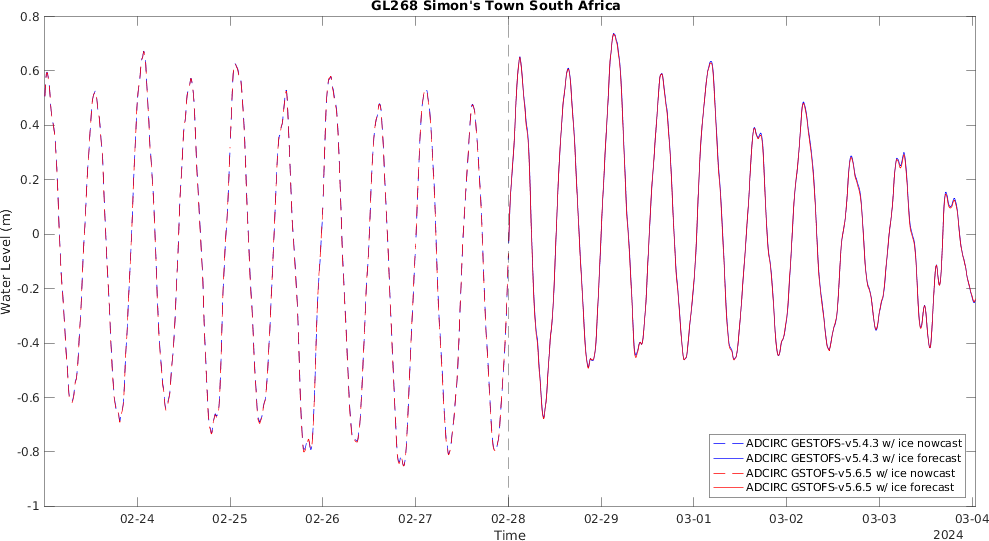 GL268 Simon's Town South Africa
0.8
0.6
0.4
0.2
0
-0.2
-0.4
-0.6
-0.8
-1
Water Level (m)
ADCIRC GESTOFS-v5.4.3 w/ ice nowcast
ADCIRC GESTOFS-v5.4.3 w/ ice forecast
ADCIRC GSTOFS-v5.6.5 w/ ice nowcast
ADCIRC GSTOFS-v5.6.5 w/ ice forecast
02-24 02-25 02-26 02-27 02-28 02-29 03-01 03-02 03-03 03-04
Time
2024